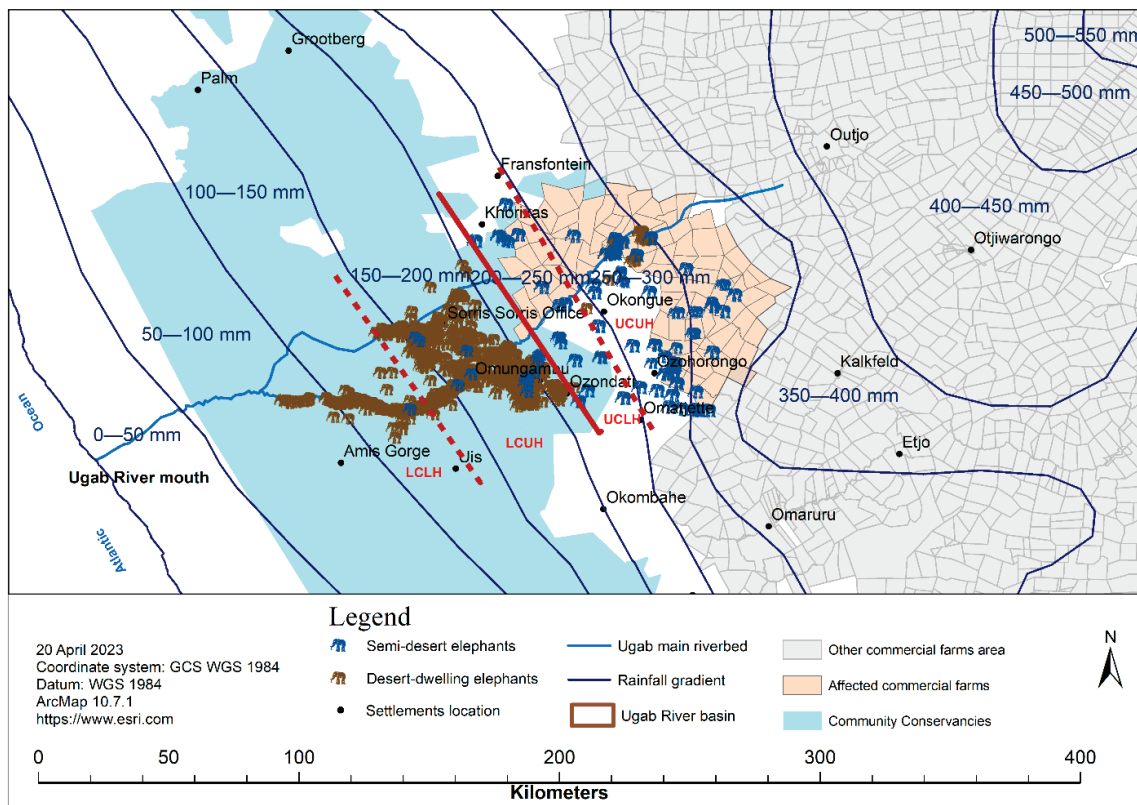 500—550 mm
Grootberg
Palm
450—500 mm
Outjo
Fransfontein
100—150 mm
400—450 mm
Khorixas
Otjiwarongo
150—200 mm
200—250 mm
250—300 mm
Sorris Sorris Office
Okongue
UCUH
50—100 mm
Omungambu
Ozohorongo
Kalkfeld
Ozondati
350—400 mm
Ocean
0—50 mm
UCLH
Omatjette
LCUH
Amis Gorge
Uis
Etjo
LCLH
Ugab River mouth
Okombahe
Omaruru
Atlantic
Legend
20 April 2023
Coordinate system: GCS WGS 1984
Datum: WGS 1984
ArcMap 10.7.1
https://www.esri.com
Semi-desert elephants
Desert-dwelling elephants
Settlements location
Ugab main riverbed
Rainfall gradient
Ugab River basin
Other commercial farms area
Affected commercial farms
Community Conservancies
N
0 50 100 200 300 400
Kilometers